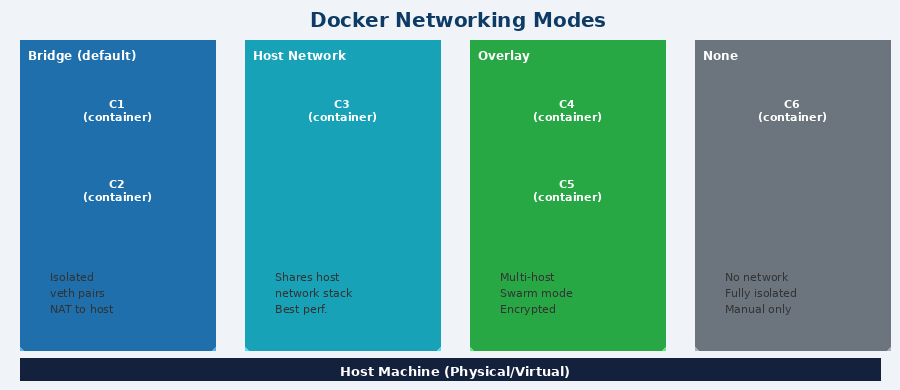 Docker Networking Modes
Bridge (default)
C1
(container)
C2
(container)
Isolated
veth pairs
NAT to host
Host Network
C3
(container)
Shares host
network stack
Best perf.
Overlay
C4
(container)
C5
(container)
Multi-host
Swarm mode
Encrypted
None
C6
(container)
No network
Fully isolated
Manual only
Host Machine (Physical/Virtual)